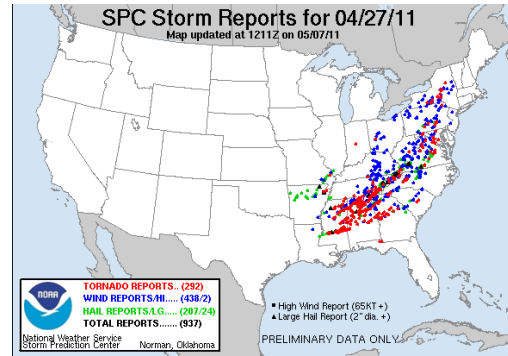 SPC Storm Reports for 04/27/11
Map updated at 1211Z on 05/07/11
TORNADO REPORTS.. (292)
WIND REPORTS/HI..... (438/2)
HAIL REPORTS/LG..... (207/24)
TOTAL REPORTS....... (937)
NOAA
National Weather Service
Storm Prediction Center Norman, Oklahoma
High Wind Report (65KT +)
Large Hail Report (2" dia. +)
PRELIMINARY DATA ONLY